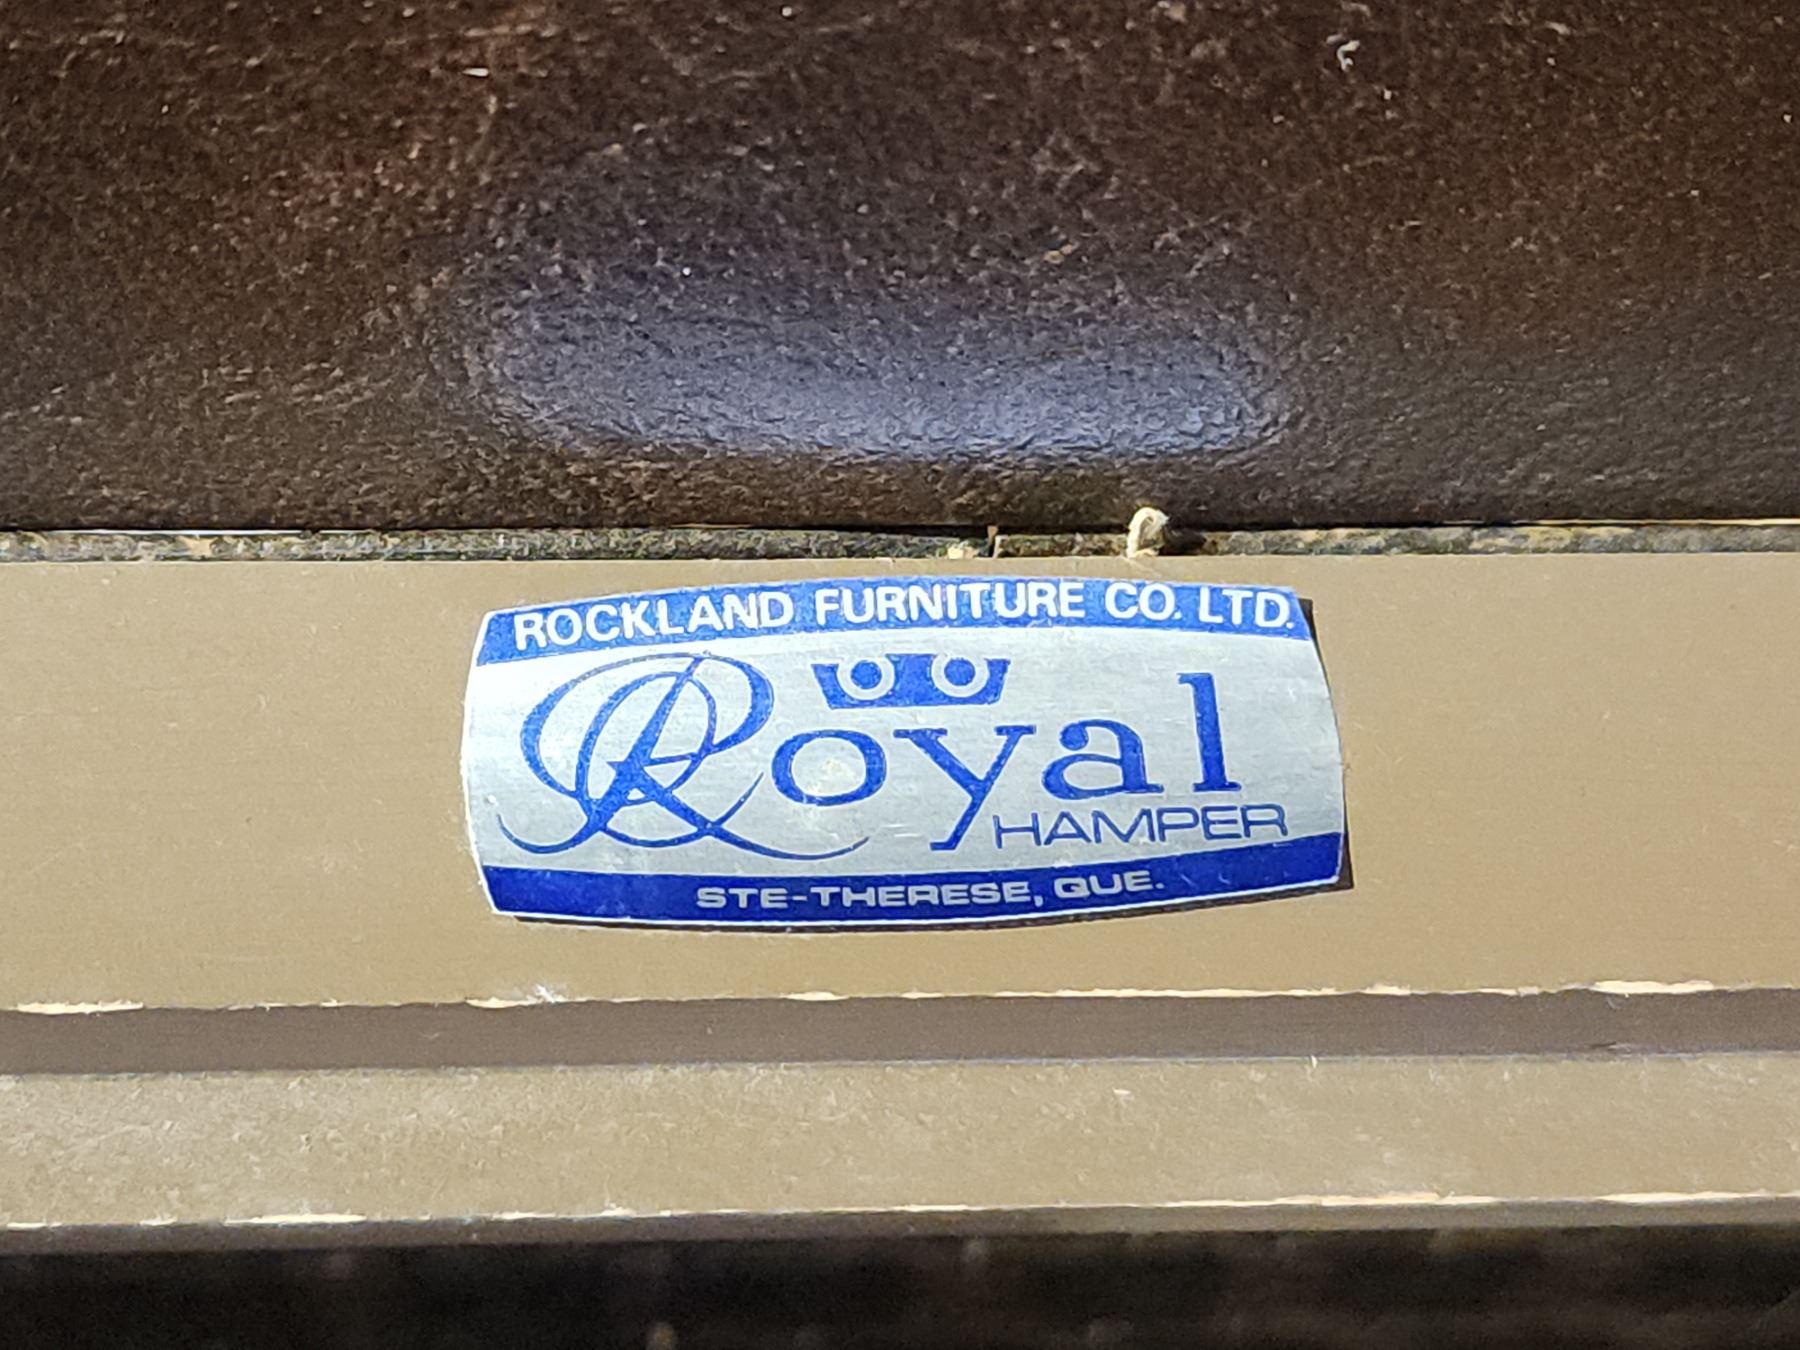 ROCKLAND FURNITURE CO. LTD.
Royal
HAMPER
STE-THERESE, QUE.